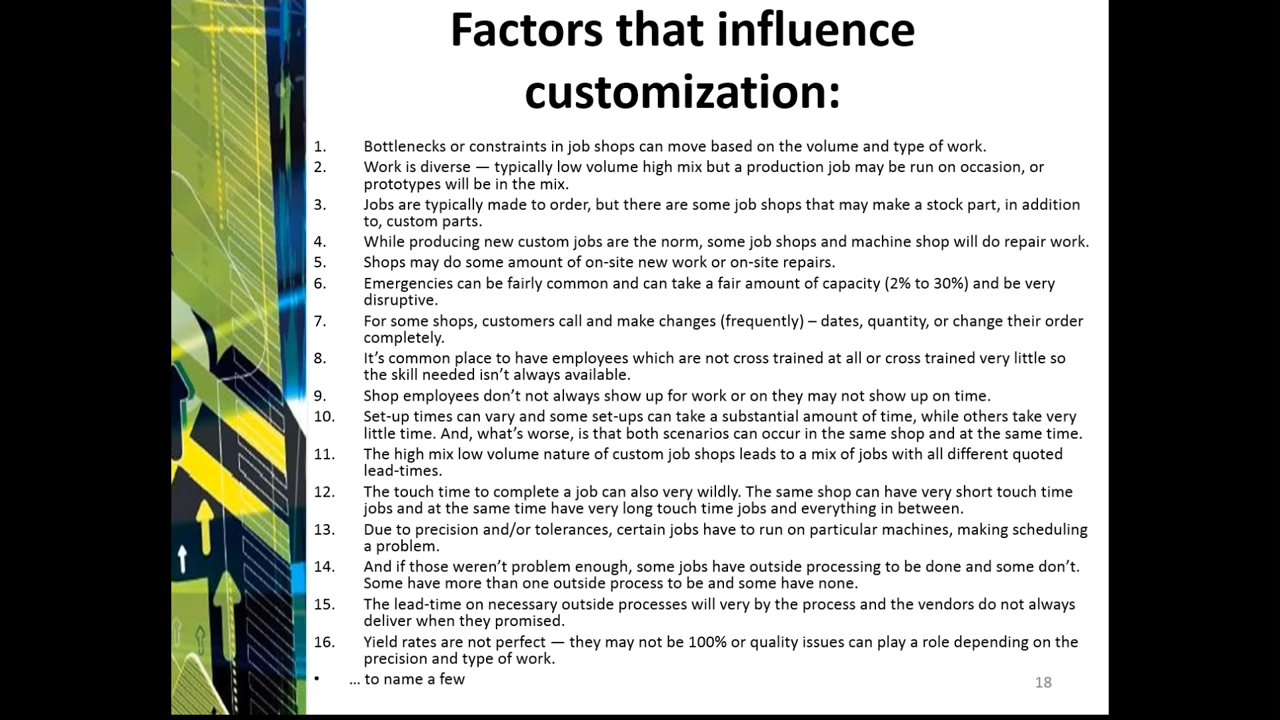 Factors that influence
customization:
1. Bottlenecks or constraints in job shops can move based on the volume and type of work.
2. Work is diverse — typically low volume high mix but a production job may be run on occasion, or
prototypes will be in the mix.
3. Jobs are typically made to order, but there are some job shops that may make a stock part, in addition
to, custom parts.
4. While producing new custom jobs are the norm, some job shops and machine shop will do repair work.
5. Shops may do some amount of on-site new work or on-site repairs.
6. Emergencies can be fairly common and can take a fair amount of capacity (2% to 30%) and be very
disruptive.
7. For some shops, customers call and make changes (frequently) – dates, quantity, or change their order
completely.
8. It’s common place to have employees which are not cross trained at all or cross trained very little so
the skill needed isn’t always available.
9. Shop employees don’t not always show up for work or on they may not show up on time.
10. Set-up times can vary and some set-ups can take a substantial amount of time, while others take very
little time. And, what’s worse, is that both scenarios can occur in the same shop and at the same time.
11. The high mix low volume nature of custom job shops leads to a mix of jobs with all different quoted
lead-times.
12. The touch time to complete a job can also very wildly. The same shop can have very short touch time
jobs and at the same time have very long touch time jobs and everything in between.
13. Due to precision and/or tolerances, certain jobs have to run on particular machines, making scheduling
a problem.
14. And if those weren’t problem enough, some jobs have outside processing to be done and some don’t.
Some have more than one outside process to be and some have none.
15. The lead-time on necessary outside processes will very by the process and the vendors do not always
deliver when they promised.
16. Yield rates are not perfect — they may not be 100% or quality issues can play a role depending on the
precision and type of work.
• … to name a few
18